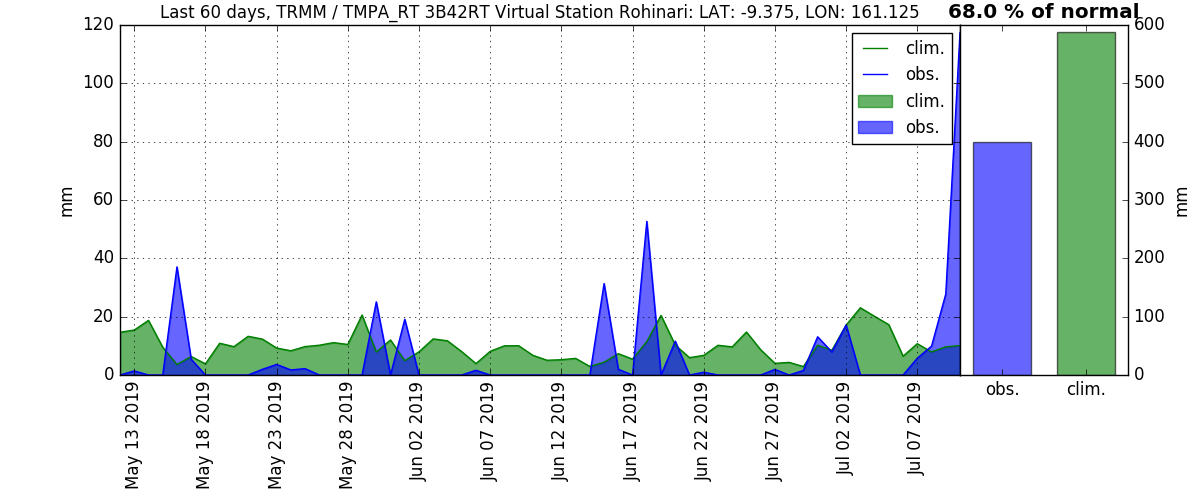 Last 60 days, TRMM / TMPA_RT 3B42RT Virtual Station Rohinari: LAT: -9.375, LON: 161.125
68.0 % of normal
120
100
80
60
40
20
0
mm
clim.
obs.
clim.
obs.
May 13 2019
May 18 2019
May 23 2019
May 28 2019
Jun 02 2019
Jun 07 2019
Jun 12 2019
Jun 17 2019
Jun 22 2019
Jun 27 2019
Jul 02 2019
Jul 07 2019
obs.
clim.
600
500
400
300
200
100
0
mm